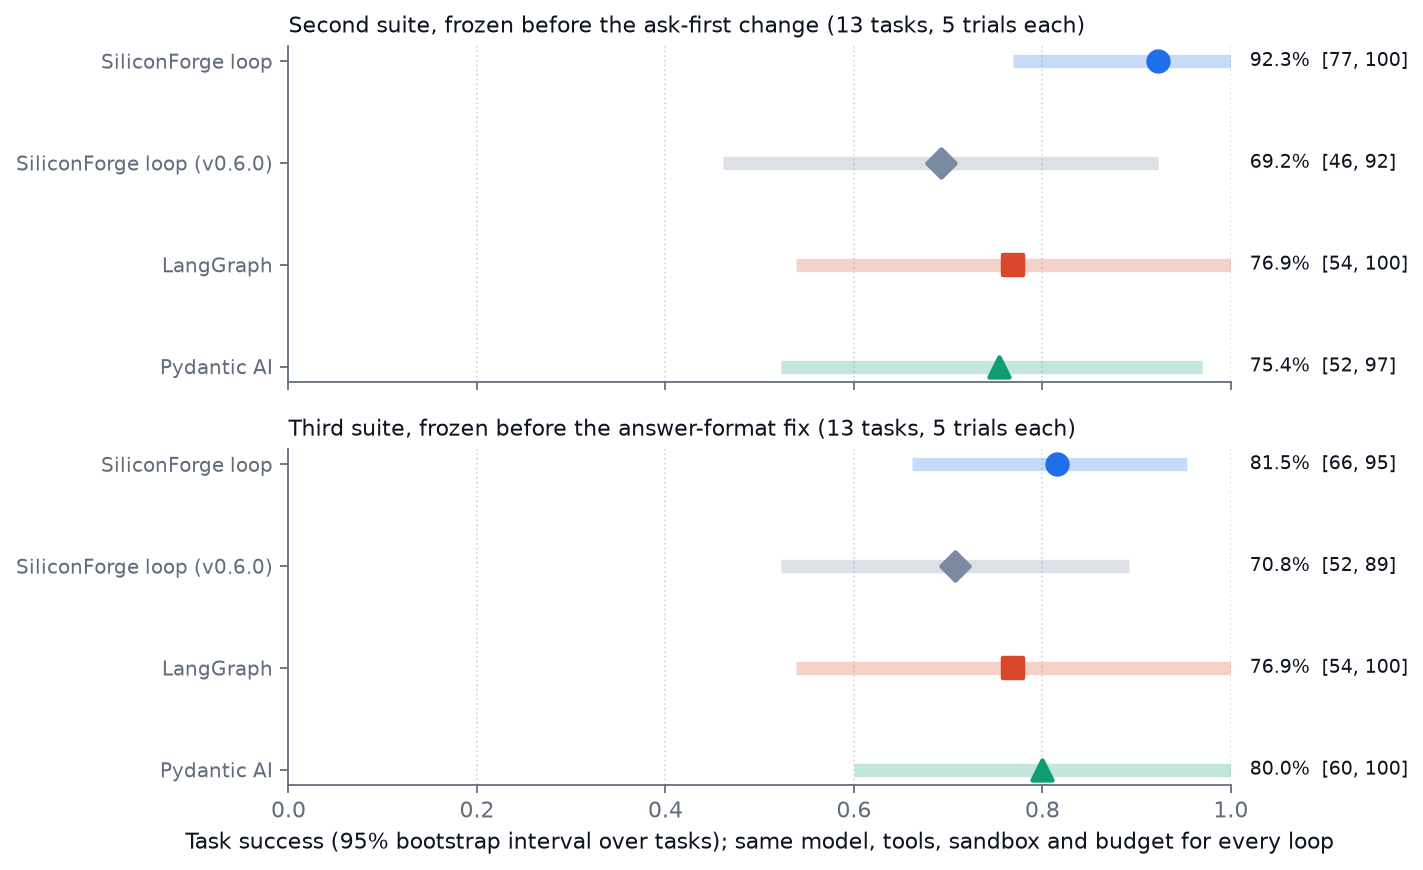 Second suite, frozen before the ask-first change (13 tasks, 5 trials each)
SiliconForge loop 92.3% [77, 100]
SiliconForge loop (v0.6.0) 69.2% [46, 92]
LangGraph 76.9% [54, 100]
Pydantic AI 75.4% [52, 97]
Third suite, frozen before the answer-format fix (13 tasks, 5 trials each)
SiliconForge loop 81.5% [66, 95]
SiliconForge loop (v0.6.0) 70.8% [52, 89]
LangGraph 76.9% [54, 100]
Pydantic AI 80.0% [60, 100]
0.0 0.2 0.4 0.6 0.8 1.0
Task success (95% bootstrap interval over tasks); same model, tools, sandbox and budget for every loop